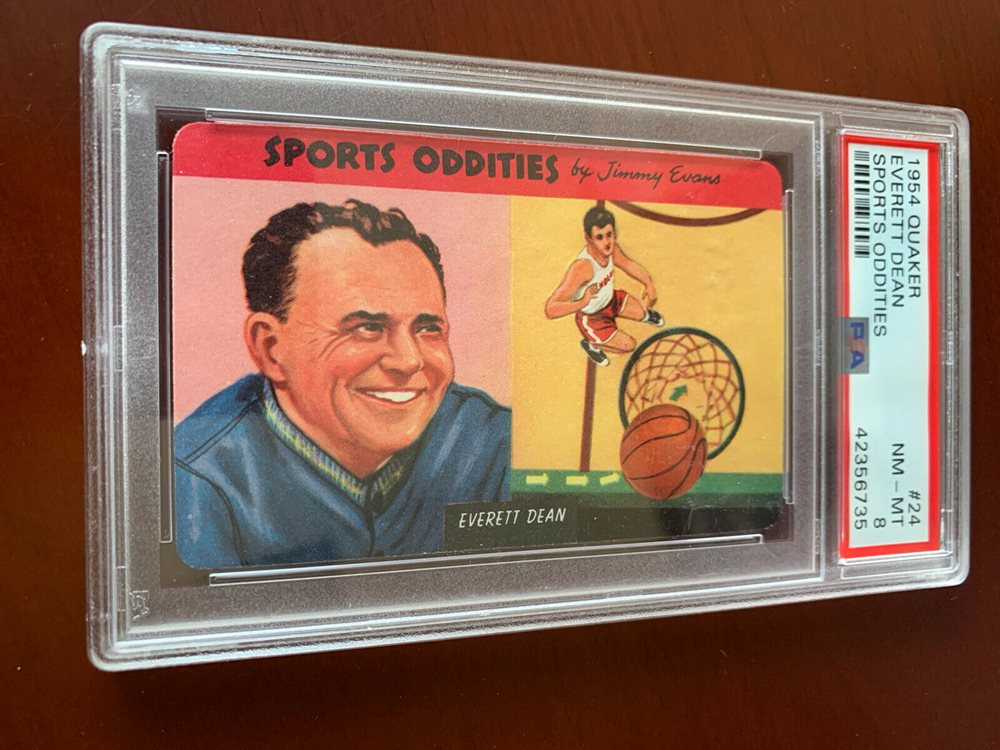 SPORTS ODDITIES by Jimmy Evans
EVERETT DEAN
1954 QUAKER #24
EVERETT DEAN NM - MT
SPORTS ODDITIES 8
PSA 42356735